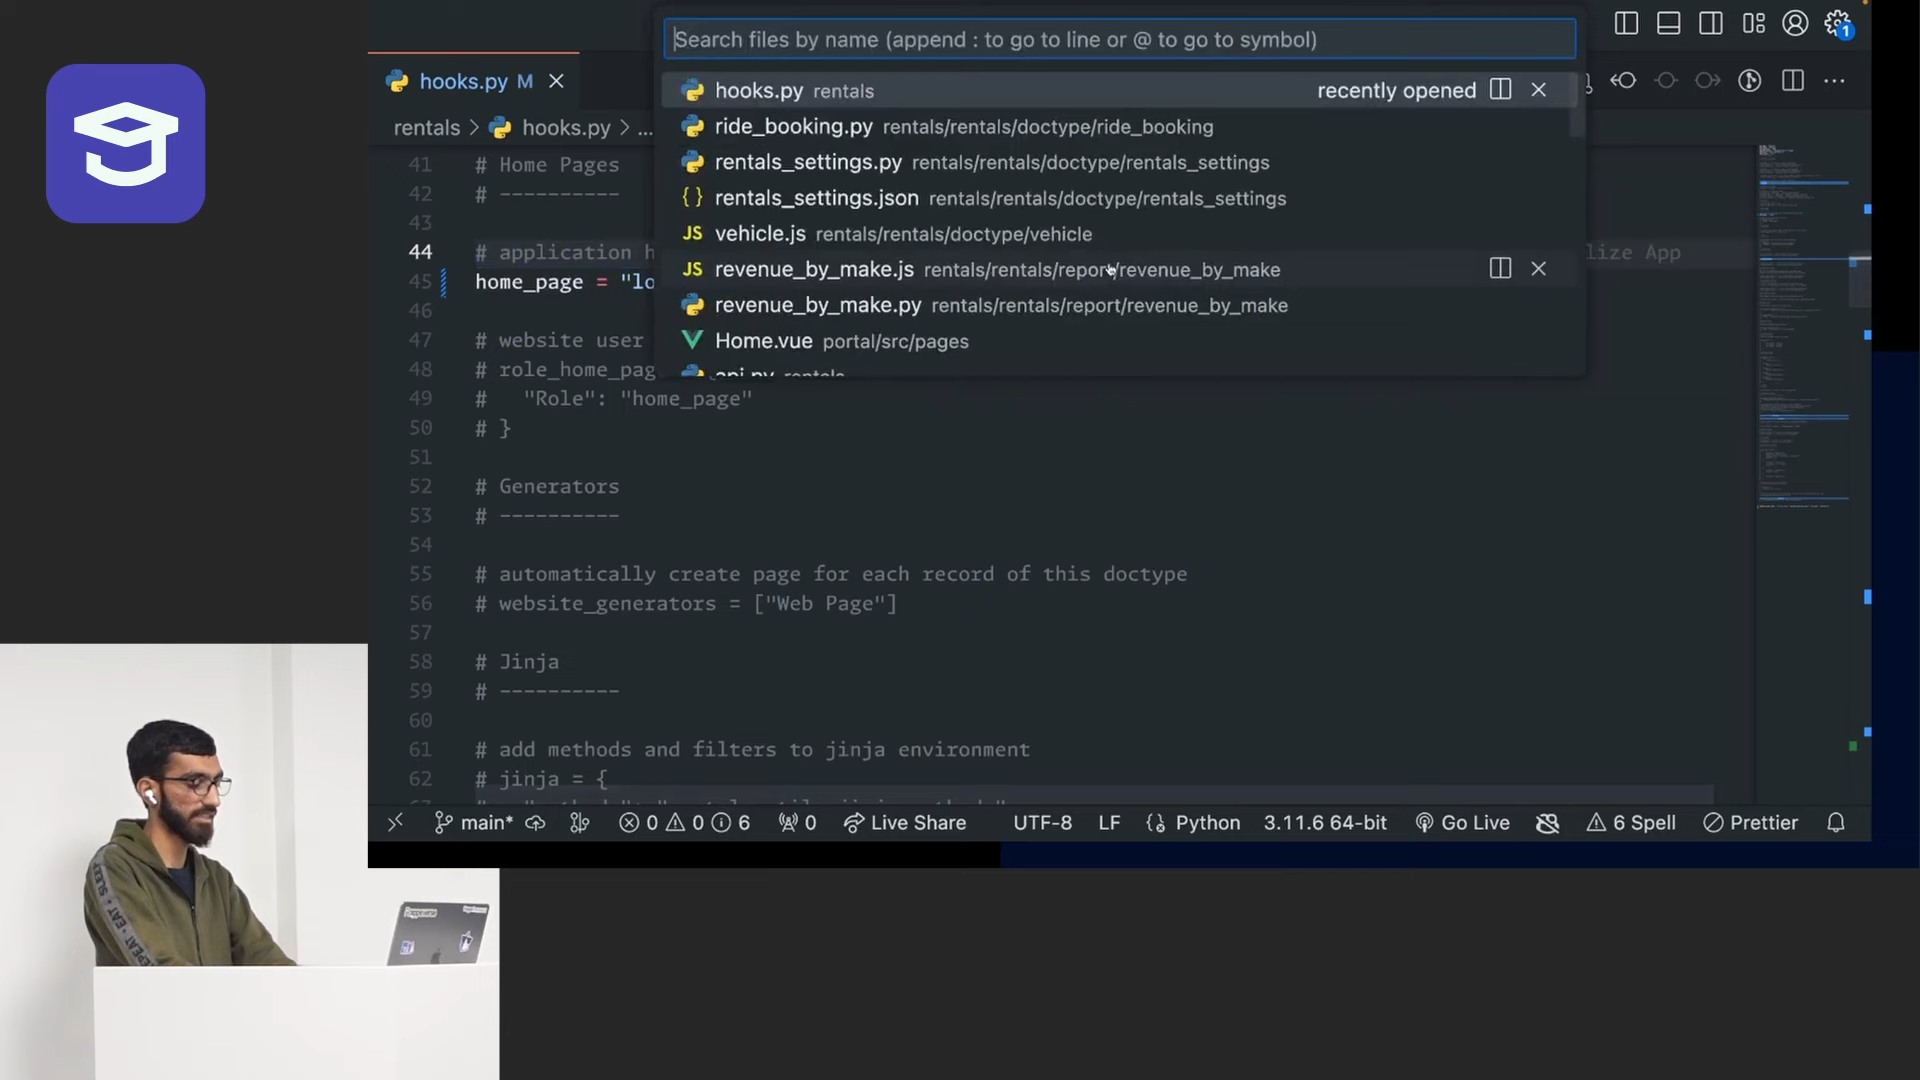 Search files by name (append : to go to line or @ to go to symbol)
hooks.py M
hooks.py rentals recently opened
ride_booking.py rentals/rentals/doctype/ride_booking
rentals_settings.py rentals/rentals/doctype/rentals_settings
rentals_settings.json rentals/rentals/doctype/rentals_settings
vehicle.js rentals/rentals/doctype/vehicle
revenue_by_make.js rentals/rentals/report/revenue_by_make
revenue_by_make.py rentals/rentals/report/revenue_by_make
Home.vue portal/src/pages
api.py rentals
rentals > hooks.py > ...
41 # Home Pages
42 # ----------
43
44 # application h lize App
45 home_page = "lo
46
47 # website user
48 # role_home_pag
49 # "Role": "home_page"
50 # }
51
52 # Generators
53 # ----------
54
55 # automatically create page for each record of this doctype
56 # website_generators = ["Web Page"]
57
58 # Jinja
59 # ----------
60
61 # add methods and filters to jinja environment
62 # jinja = {
main* 0 0 6 0 Live Share UTF-8 LF Python 3.11.6 64-bit Go Live 6 Spell Prettier
1
EAT • SLEEP
REPEAT